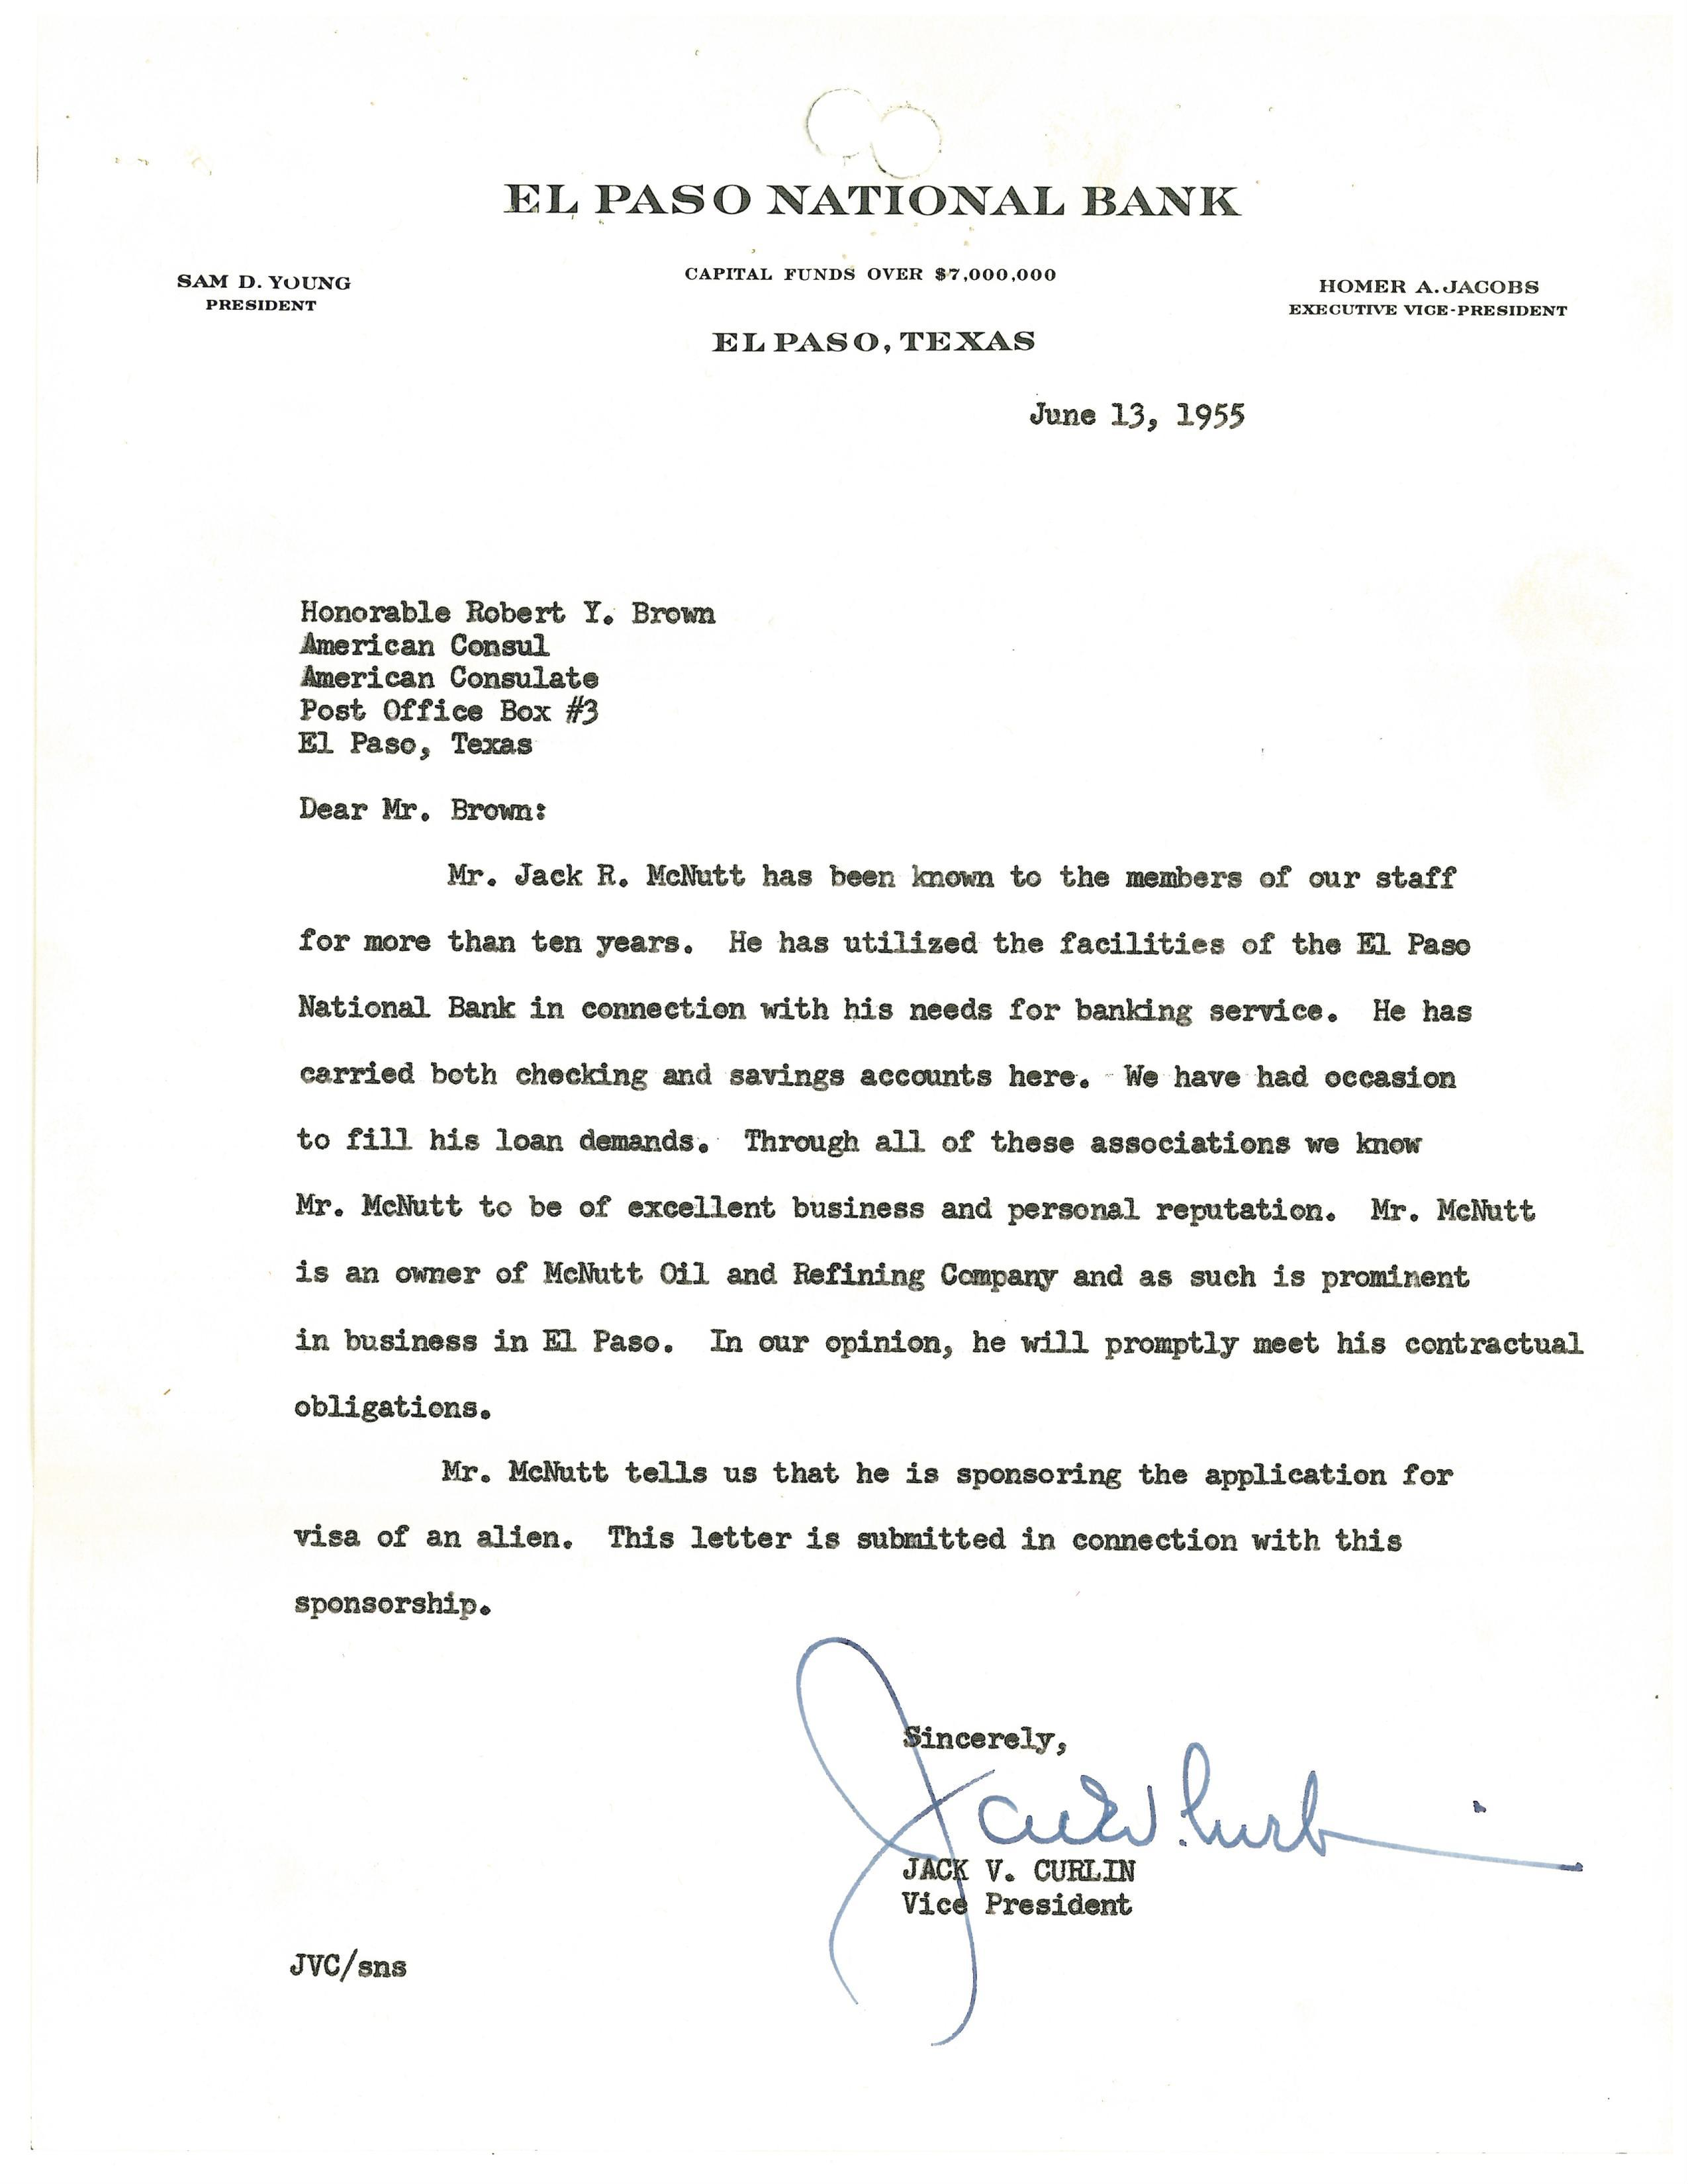 EL PASO NATIONAL BANK
SAM D. YOUNG
PRESIDENT
CAPITAL FUNDS OVER $7,000,000
HOMER A. JACOBS
EXECUTIVE VICE-PRESIDENT
EL PASO, TEXAS
June 13, 1955
Honorable Robert Y. Brown
American Consul
American Consulate
Post Office Box #3
El Paso, Texas
Dear Mr. Brown:
Mr. Jack R. McNutt has been known to the members of our staff
for more than ten years. He has utilized the facilities of the El Paso
National Bank in connection with his needs for banking service. He has
carried both checking and savings accounts here. We have had occasion
to fill his loan demands. Through all of these associations we know
Mr. McNutt to be of excellent business and personal reputation. Mr. McNutt
is an owner of McNutt Oil and Refining Company and as such is prominent
in business in El Paso. In our opinion, he will promptly meet his contractual
obligations.
Mr. McNutt tells us that he is sponsoring the application for
visa of an alien. This letter is submitted in connection with this
sponsorship.
Sincerely,
Jack V. Curlin
JACK V. CURLIN
Vice President
JVC/sns